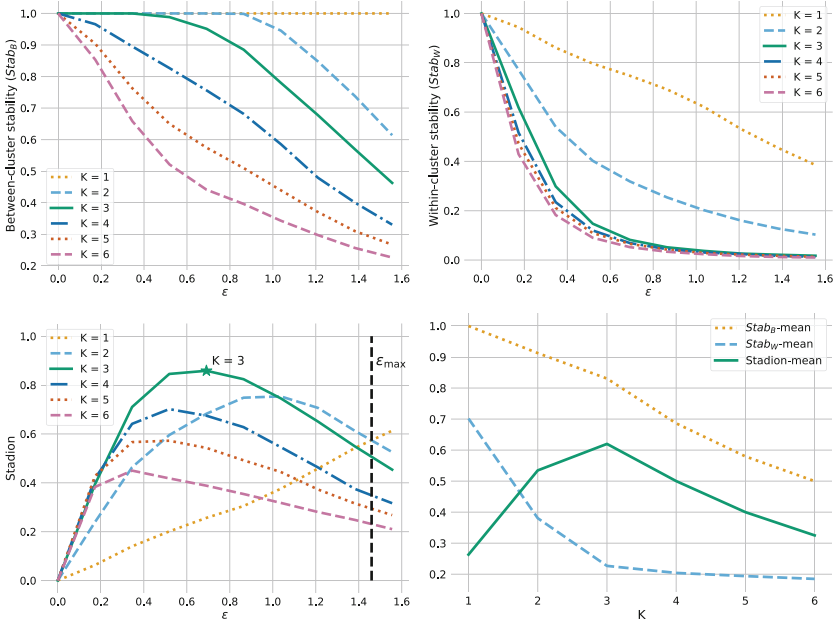 Between-cluster stability (Stab_B)
1.0
0.9
0.8
0.7
0.6
0.5
0.4
0.3
0.2
K = 1
K = 2
K = 3
K = 4
K = 5
K = 6
0.0 0.2 0.4 0.6 0.8 1.0 1.2 1.4 1.6
ε
Within-cluster stability (Stab_W)
1.0
0.8
0.6
0.4
0.2
0.0
K = 1
K = 2
K = 3
K = 4
K = 5
K = 6
0.0 0.2 0.4 0.6 0.8 1.0 1.2 1.4 1.6
ε
Stadion
1.0
0.8
0.6
0.4
0.2
0.0
K = 1
K = 2
K = 3
K = 4
K = 5
K = 6
K = 3
ε_max
0.0 0.2 0.4 0.6 0.8 1.0 1.2 1.4 1.6
ε
1.0
0.9
0.8
0.7
0.6
0.5
0.4
0.3
0.2
Stab_B-mean
Stab_W-mean
Stadion-mean
1 2 3 4 5 6
K